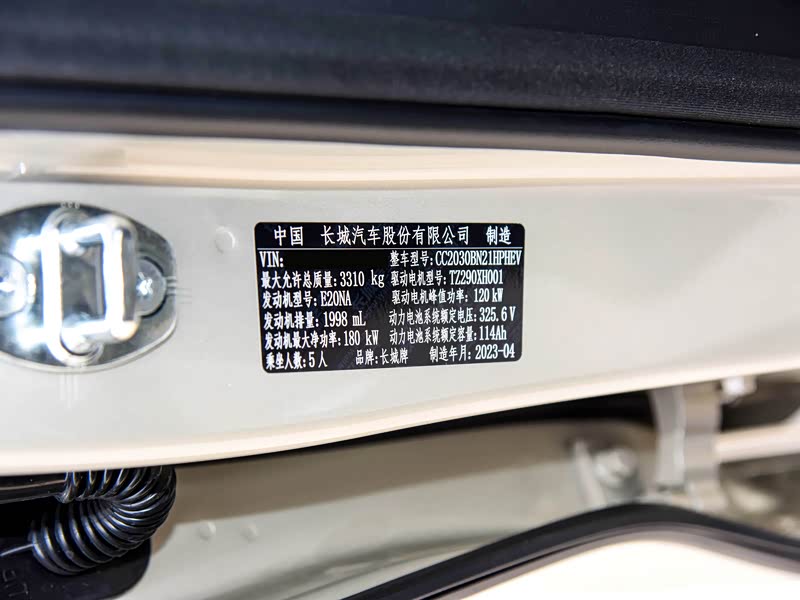 中国 长城汽车股份有限公司 制造
VIN: 整车型号:CC2030BN21HPHEV
最大允许总质量:3310 kg 驱动电机型号:TZ290XH001
发动机型号:E20NA 驱动电机峰值功率:120 kW
发动机排量:1998 mL 动力电池系统额定电压:325.6 V
发动机最大净功率:180 kW 动力电池系统额定容量:114Ah
乘坐人数:5人 品牌:长城牌 制造年月:2023-04